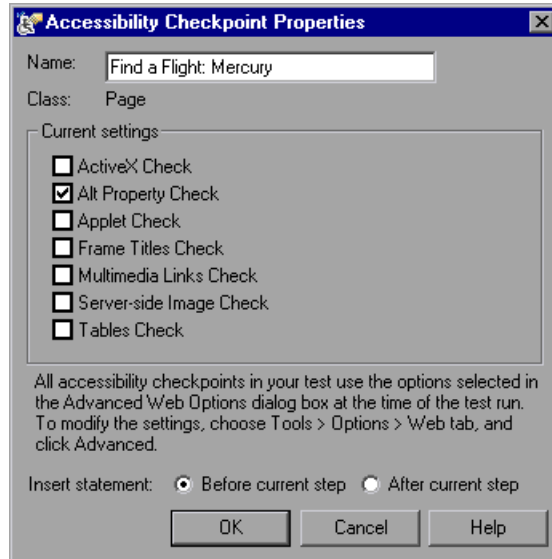 Accessibility Checkpoint Properties
Name: Find a Flight: Mercury
Class: Page
Current settings
ActiveX Check
Alt Property Check
Applet Check
Frame Titles Check
Multimedia Links Check
Server-side Image Check
Tables Check
All accessibility checkpoints in your test use the options selected in
the Advanced Web Options dialog box at the time of the test run.
To modify the settings, choose Tools > Options > Web tab, and
click Advanced.
Insert statement: Before current step After current step
OK Cancel Help